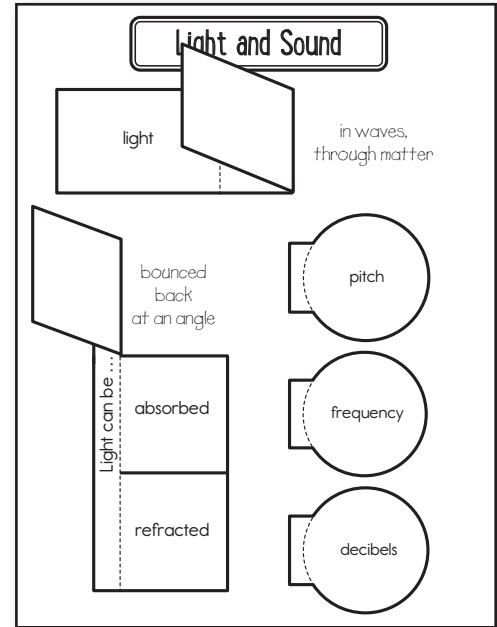 Light and Sound
light
in waves,
through matter
bounced
back
at an angle
Light can be ...
absorbed
refracted
pitch
frequency
decibels